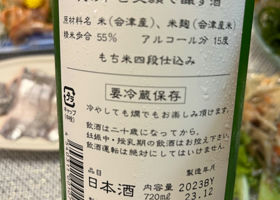 原材料名 米(会津産)、米麹(会津産米)
精米歩合 55% アルコール分 15度
もち米四段仕込み
要冷蔵保存
冷やしても燗でもお楽しみ頂けます。
飲酒は二十歳になってから。
妊娠中・授乳期の飲酒はお控え下さい。
飲酒運転は絶対にしてはいけません。
製造年月
日本酒 内容量 720ml
2023BY
23.12